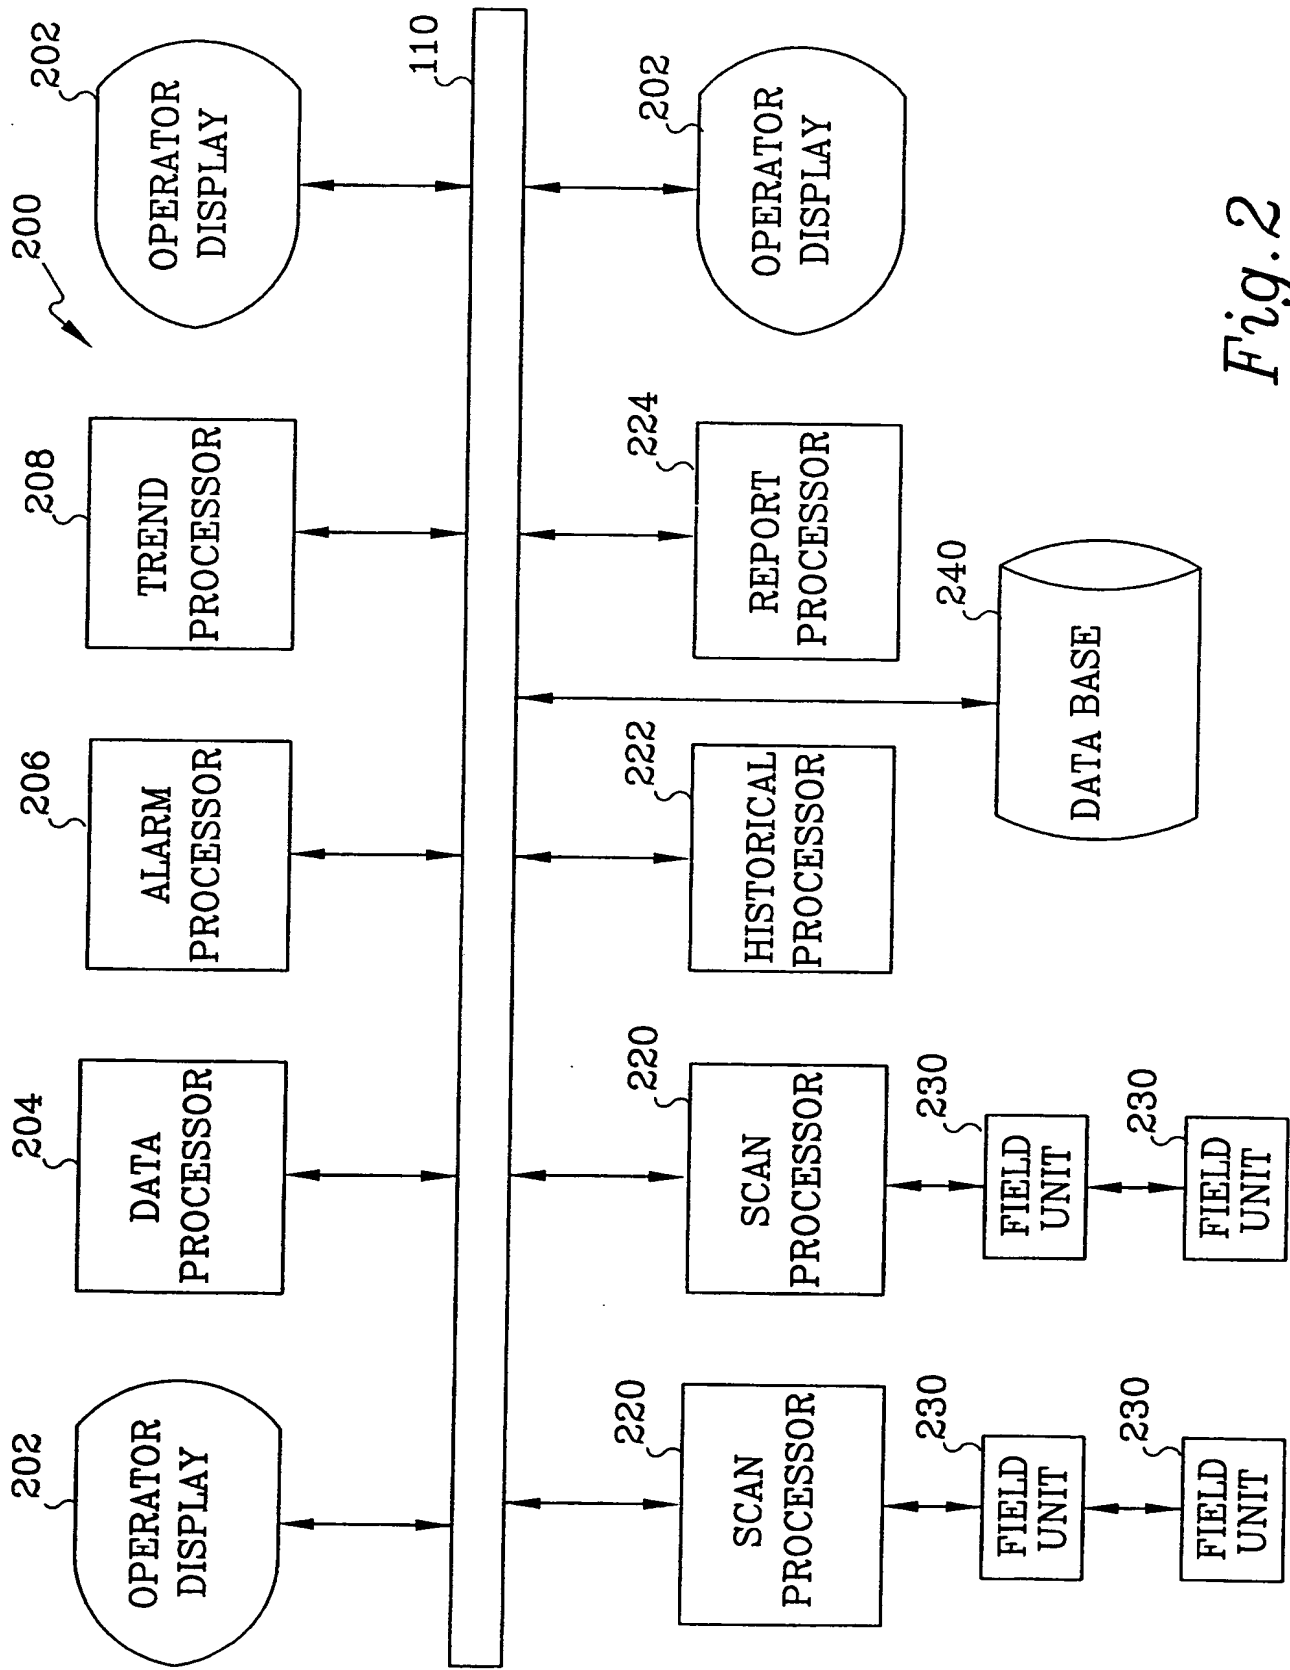 202
OPERATOR
DISPLAY
204
DATA
PROCESSOR
206
ALARM
PROCESSOR
208
TREND
PROCESSOR
200
202
OPERATOR
DISPLAY
110
220
SCAN
PROCESSOR
220
SCAN
PROCESSOR
222
HISTORICAL
PROCESSOR
224
REPORT
PROCESSOR
202
OPERATOR
DISPLAY
230
FIELD
UNIT
230
FIELD
UNIT
240
DATA BASE
230
FIELD
UNIT
230
FIELD
UNIT
Fig. 2